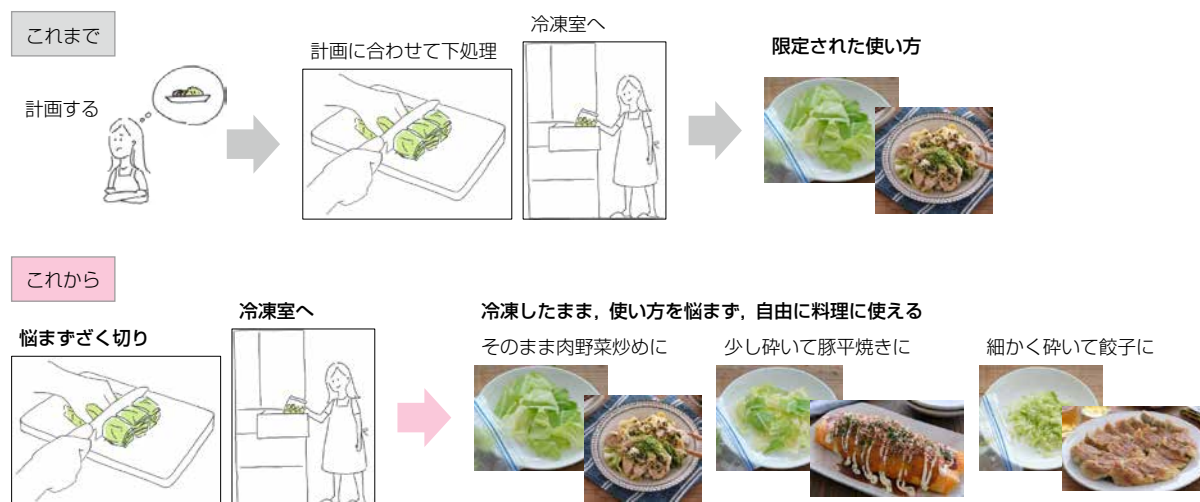 これまで
計画する
計画に合わせて下処理
冷凍室へ
限定された使い方
これから
悩まずざく切り
冷凍室へ
冷凍したまま，使い方を悩まず，自由に料理に使える
そのまま肉野菜炒めに
少し砕いて豚平焼きに
細かく砕いて餃子に